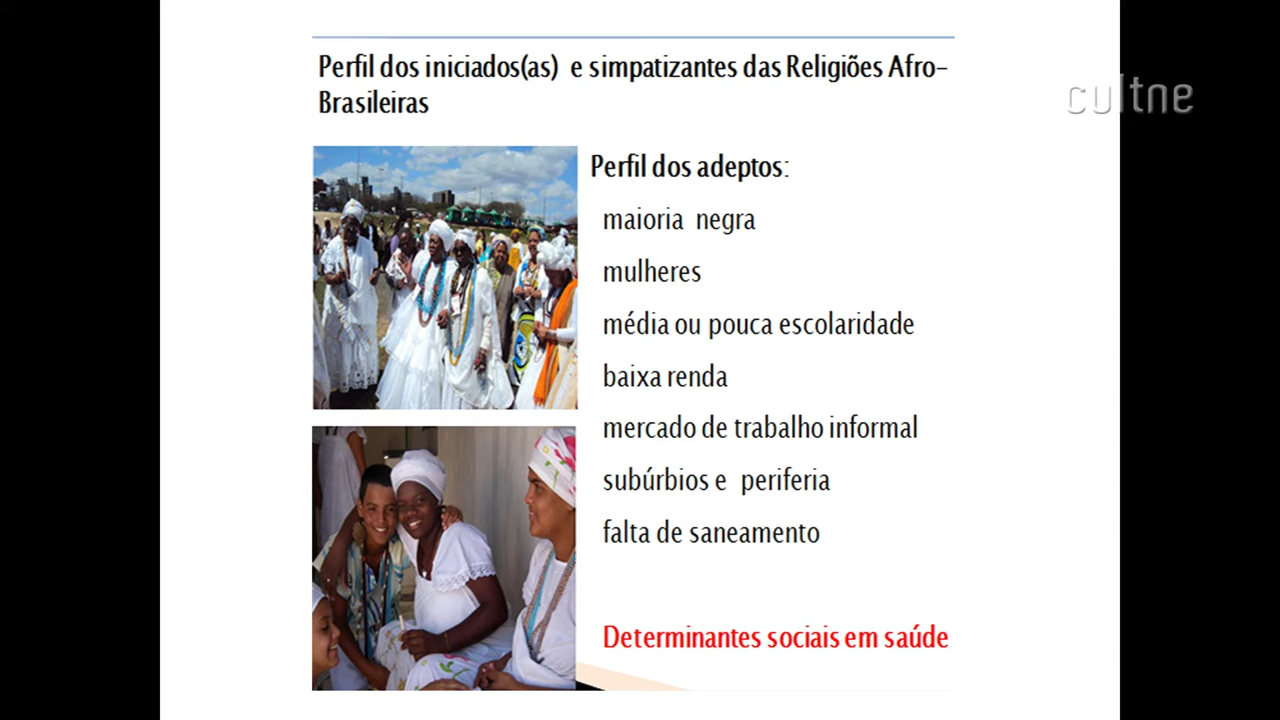 Perfil dos iniciados(as) e simpatizantes das Religiões Afro-
Brasileiras
cultne
Perfil dos adeptos:
maioria negra
mulheres
média ou pouca escolaridade
baixa renda
mercado de trabalho informal
subúrbios e periferia
falta de saneamento
Determinantes sociais em saúde